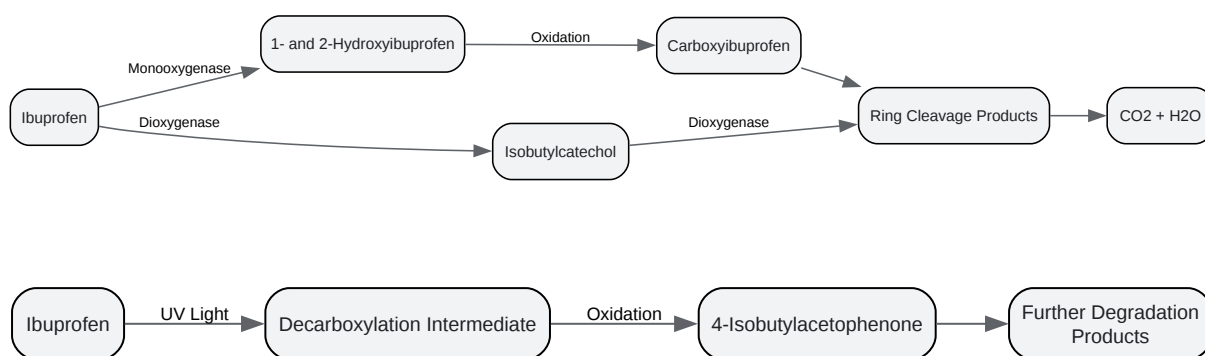 1- and 2-Hydroxyibuprofen
Oxidation
Carboxyibuprofen
Monooxygenase
Ibuprofen
Dioxygenase
Isobutylcatechol
Dioxygenase
Ring Cleavage Products
CO2 + H2O
Ibuprofen
UV Light
Decarboxylation Intermediate
Oxidation
4-Isobutylacetophenone
Further Degradation
Products